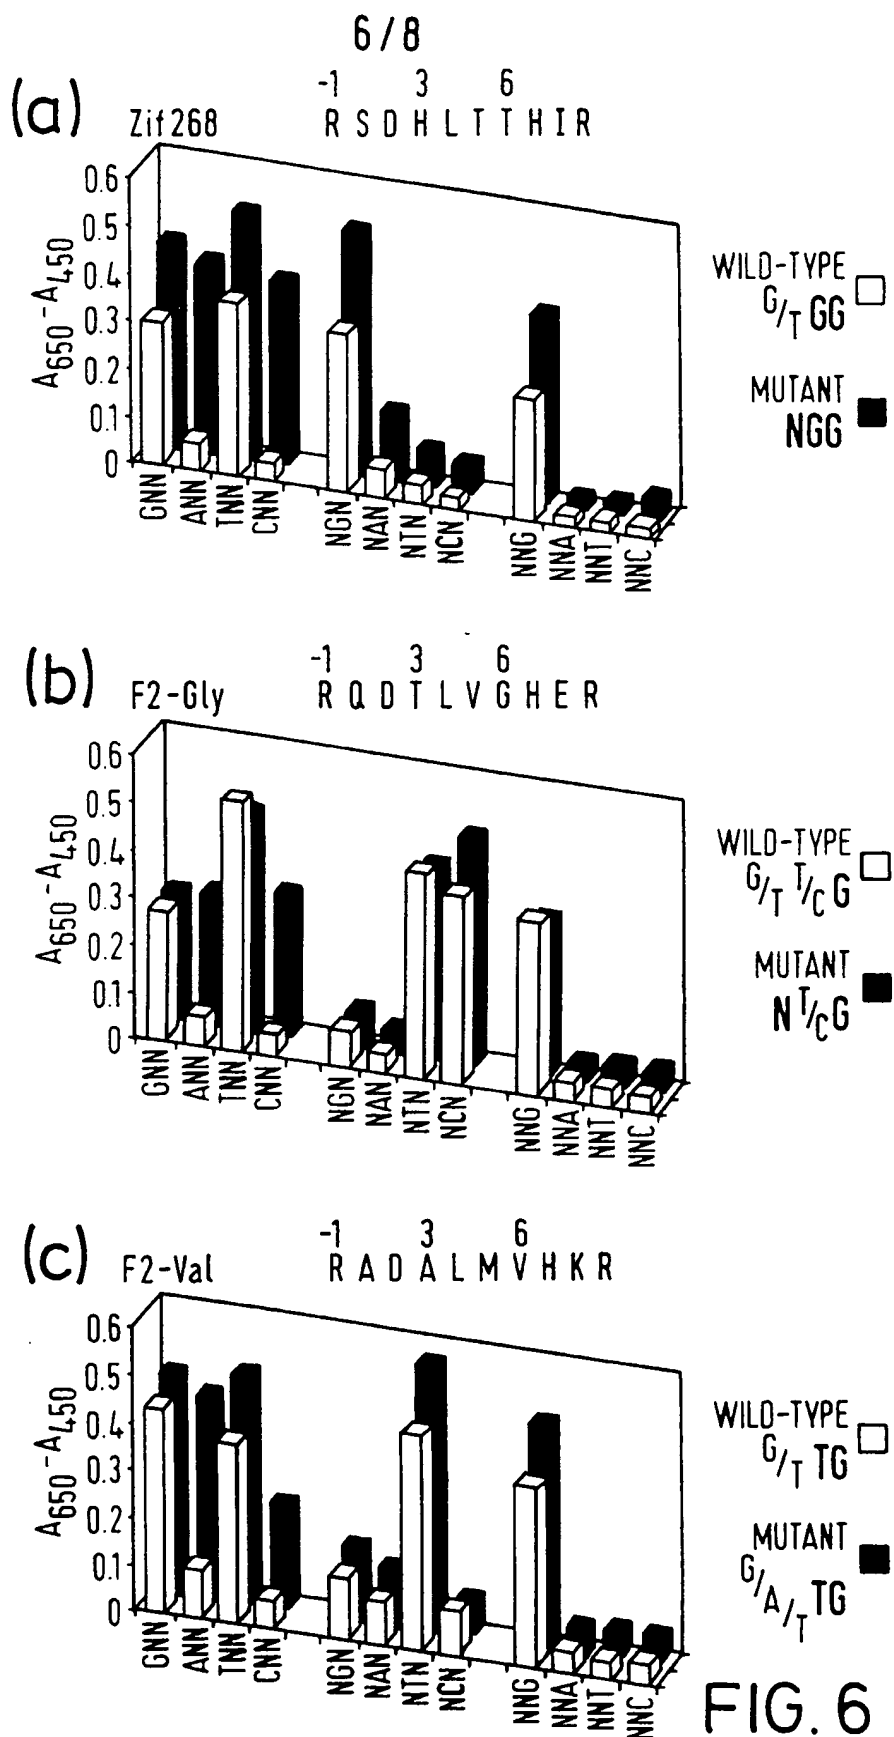 6/8
(a)
-1 3 6
Zif268 R S D H L T T H I R
A650-A450
0.6
0.5
0.4
0.3
0.2
0.1
0
GNN ANN TNN CNN NGN NAN NTN NCN NNG NNA NNT NNC
WILD-TYPE
G/T GG
MUTANT
NGG
(b)
-1 3 6
F2-Gly R Q D T L V G H E R
A650-A450
0.6
0.5
0.4
0.3
0.2
0.1
0
GNN ANN TNN CNN NGN NAN NTN NCN NNG NNA NNT NNC
WILD-TYPE
G/T T/C G
MUTANT
N T/C G
(c)
-1 3 6
F2-Val R A D A L M V H K R
A650-A450
0.6
0.5
0.4
0.3
0.2
0.1
0
GNN ANN TNN CNN NGN NAN NTN NCN NNG NNA NNT NNC
WILD-TYPE
G/T TG
MUTANT
G/A/T TG
FIG. 6